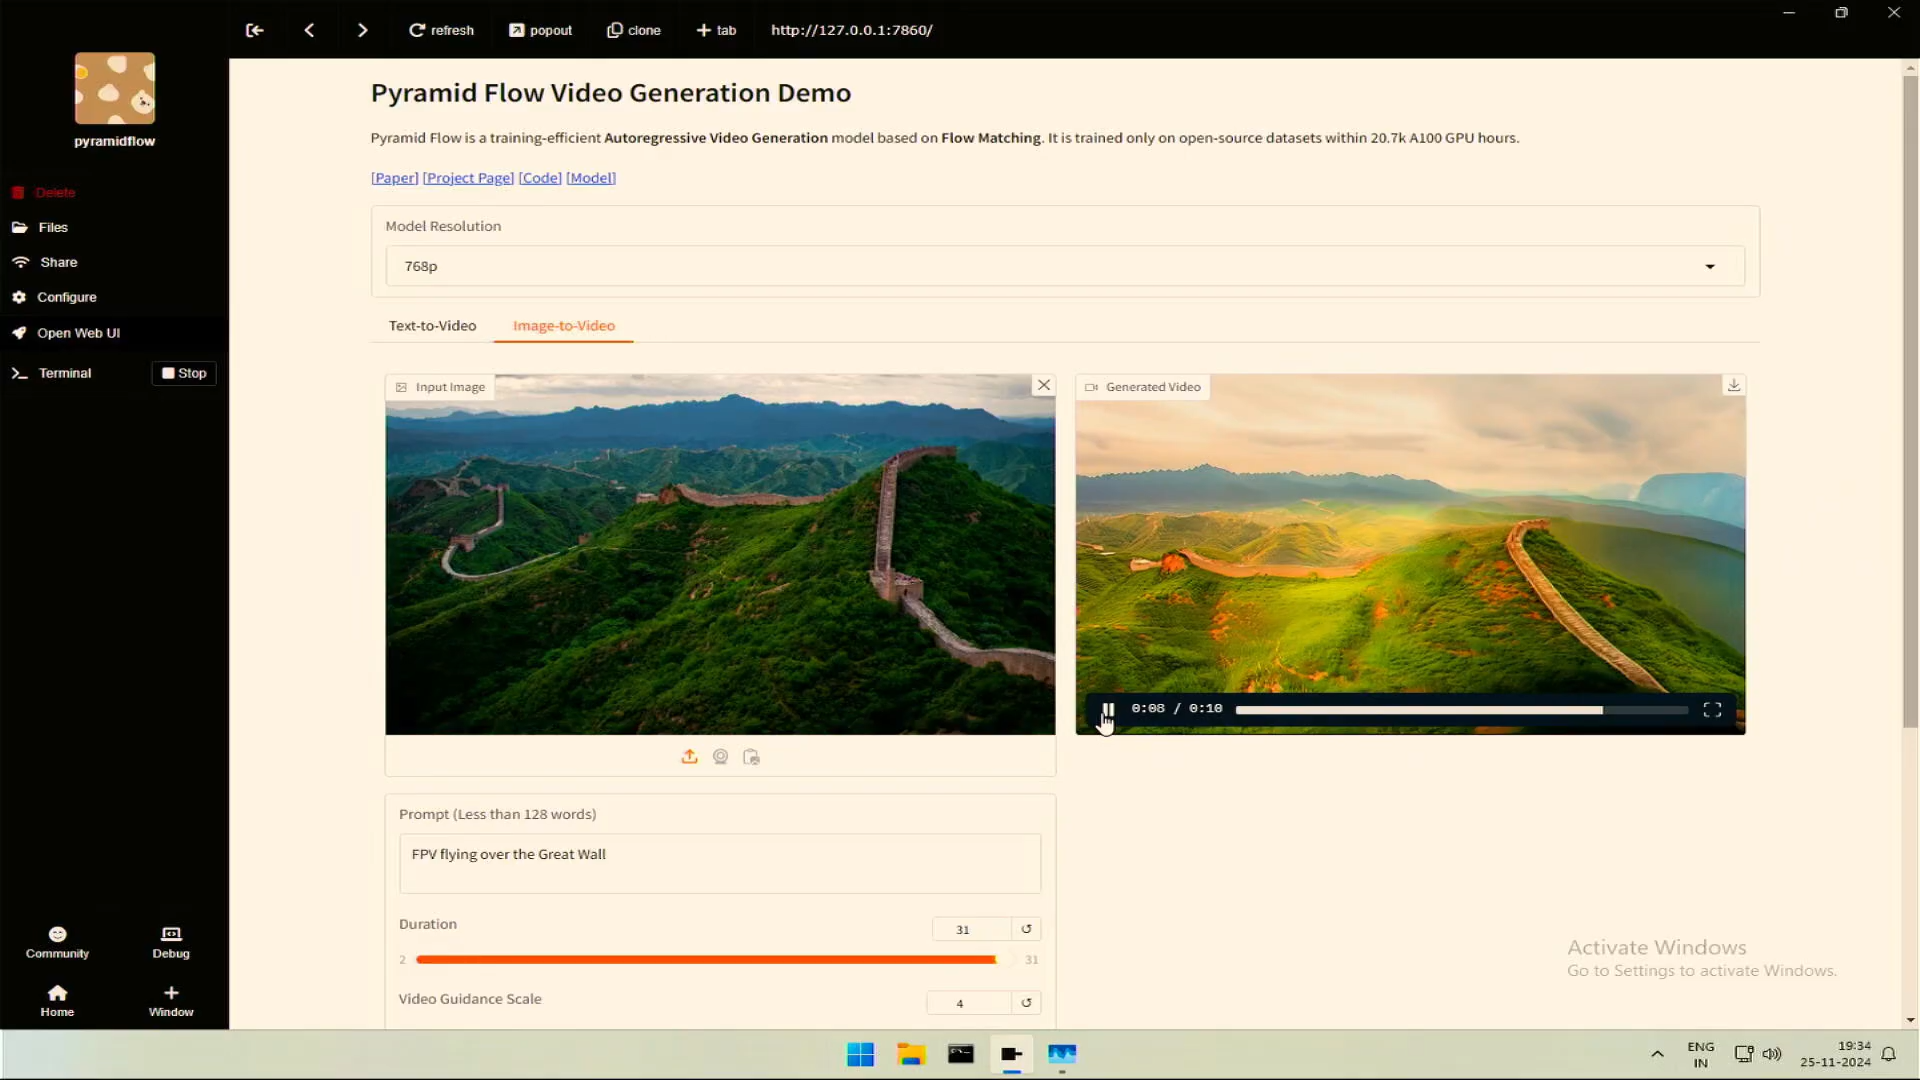 refresh
popout
clone
tab
http://127.0.0.1:7860/
pyramidflow
Delete
Files
Share
Configure
Open Web UI
Terminal
Stop
Community
Debug
Home
Window
Pyramid Flow Video Generation Demo
Pyramid Flow is a training-efficient Autoregressive Video Generation model based on Flow Matching. It is trained only on open-source datasets within 20.7k A100 GPU hours.
[Paper] [Project Page] [Code] [Model]
Model Resolution
768p
Text-to-Video
Image-to-Video
Input Image
Generated Video
0:08 / 0:10
Prompt (Less than 128 words)
FPV flying over the Great Wall
Duration
31
2
31
Video Guidance Scale
4
Activate Windows
Go to Settings to activate Windows.
ENG
IN
19:34
25-11-2024